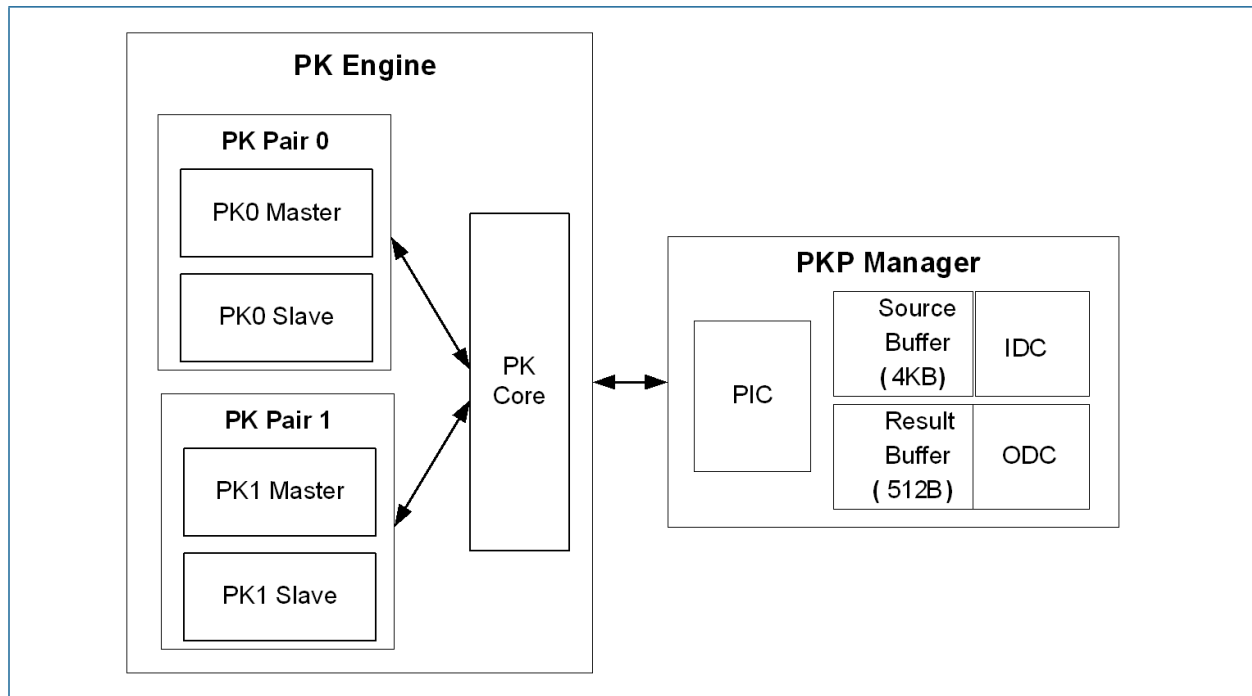 PK Engine
PK Pair 0
PK0 Master
PK0 Slave
PK Pair 1
PK1 Master
PK1 Slave
PK
Core
PKP Manager
PIC
Source
Buffer
( 4KB)
IDC
Result
Buffer
( 512B)
ODC